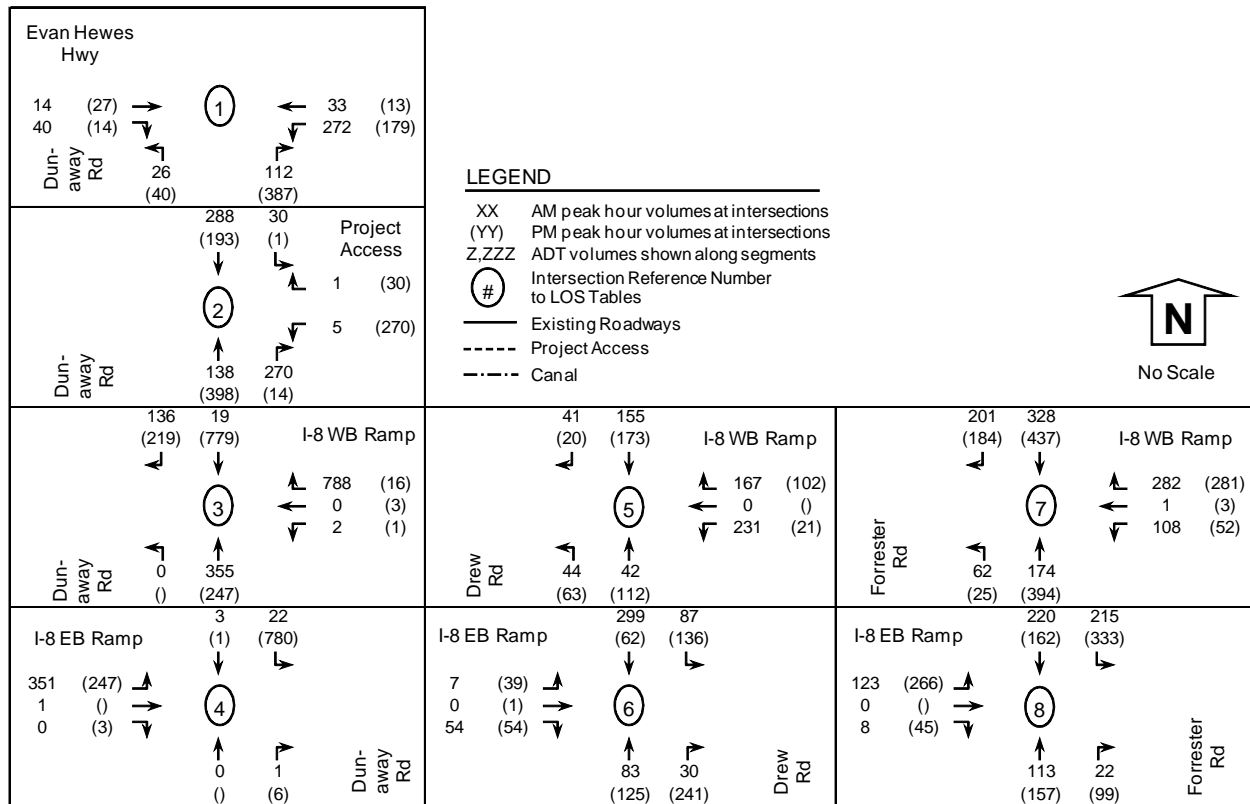 Evan Hewes
Hwy
1
14 (27)
40 (14)
33 (13)
272 (179)
Dun-
away
Rd
26
(40)
112
(387)
LEGEND
XX AM peak hour volumes at intersections
(YY) PM peak hour volumes at intersections
Z,ZZZ ADT volumes shown along segments
# Intersection Reference Number
to LOS Tables
Existing Roadways
Project Access
Canal
N
No Scale
288 30
(193) (1)
Project
Access
2
1 (30)
5 (270)
Dun-
away
Rd
138 270
(398) (14)
136 19
(219) (779)
I-8 WB Ramp
3
788 (16)
0 (3)
2 (1)
Dun-
away
Rd
0 355
() (247)
41 155
(20) (173)
I-8 WB Ramp
5
167 (102)
0 ()
231 (21)
Drew
Rd
44 42
(63) (112)
201 328
(184) (437)
I-8 WB Ramp
7
282 (281)
1 (3)
108 (52)
Forrester
Rd
62 174
(25) (394)
3 22
(1) (780)
I-8 EB Ramp
4
351 (247)
1 ()
0 (3)
0 1
() (6)
Dun-
away
Rd
299 87
(62) (136)
I-8 EB Ramp
6
7 (39)
0 (1)
54 (54)
83 30
(125) (241)
Drew
Rd
220 215
(162) (333)
I-8 EB Ramp
8
123 (266)
0 ()
8 (45)
113 22
(157) (99)
Forrester
Rd